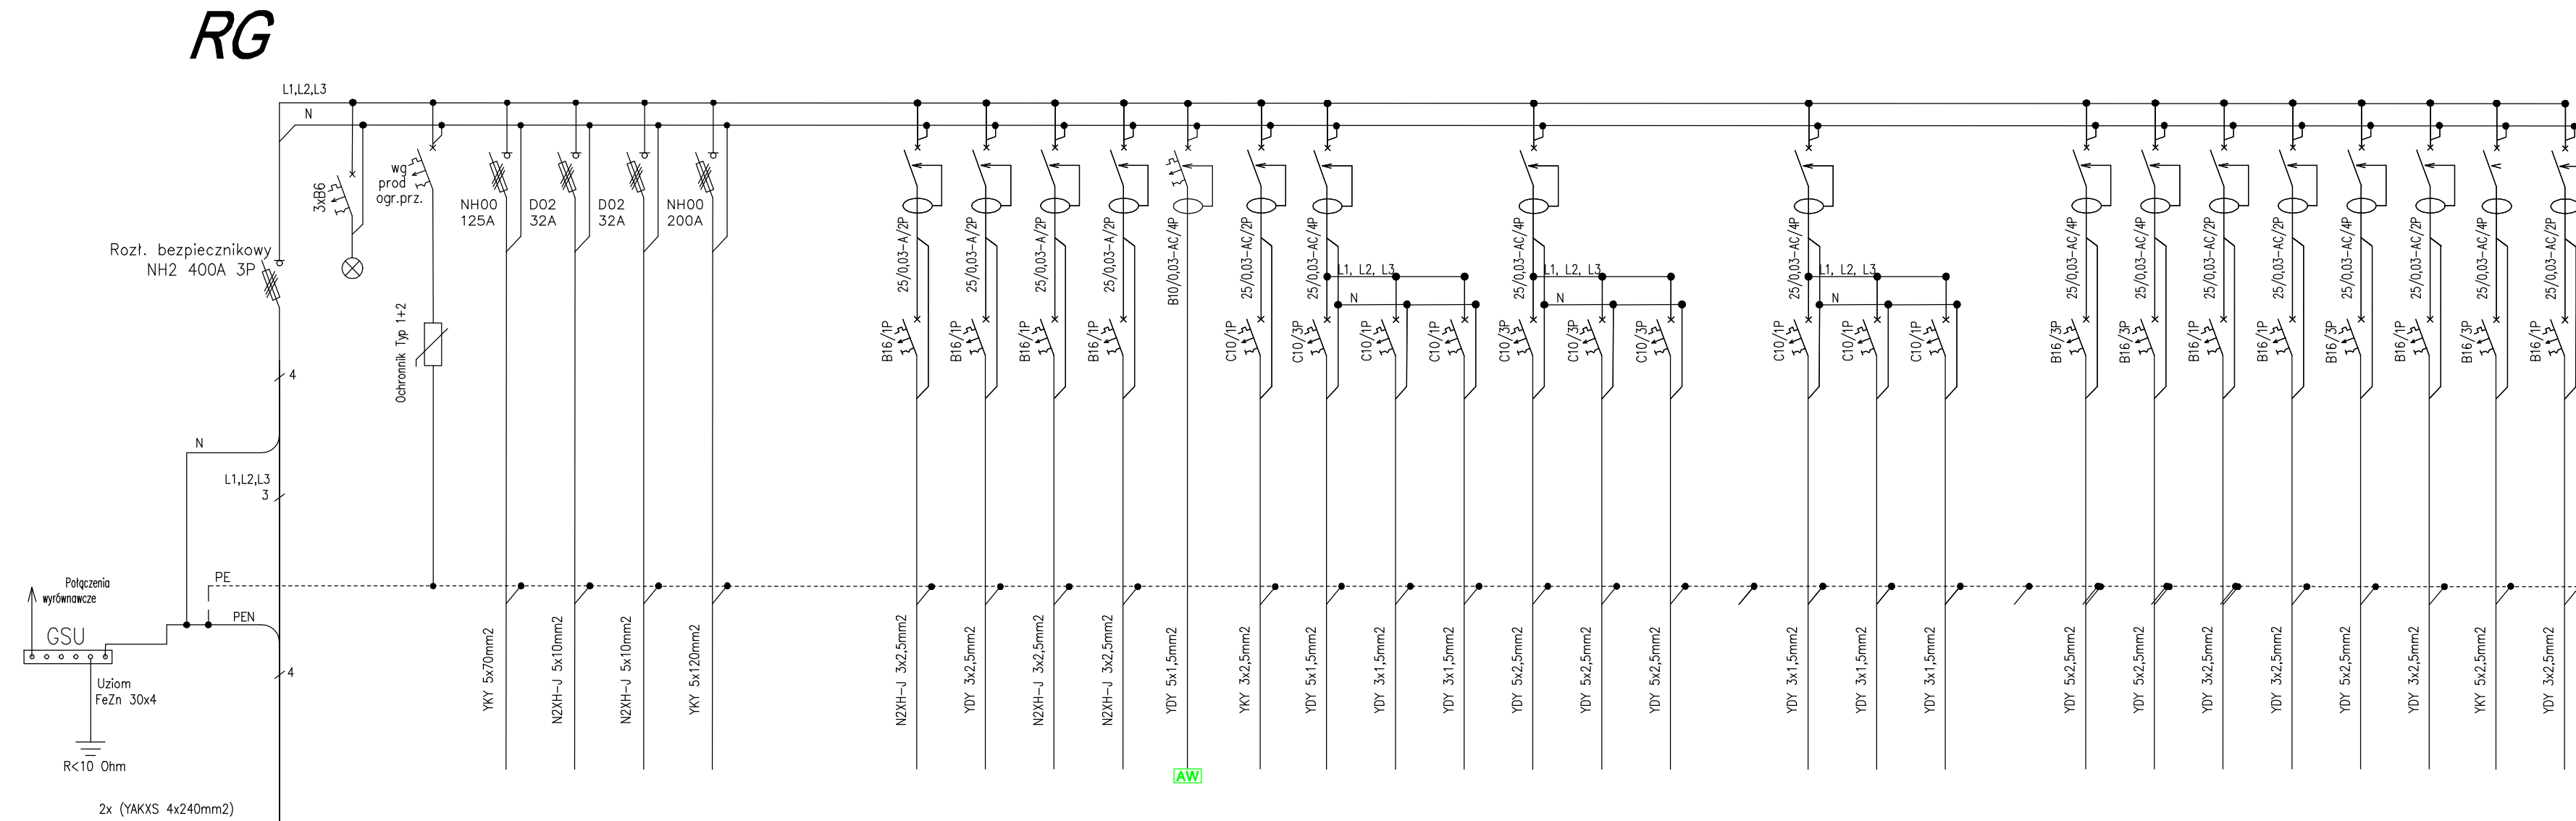 RG
L1,L2,L3
N
3xB6
wg
prod
ogr.prz.
NH00
125A
D02
32A
D02
32A
NH00
200A
Rozł. bezpiecznikowy
NH2 400A 3P
Ochronnik Typ 1+2
25/0,03-A/2P
25/0,03-A/2P
25/0,03-A/2P
25/0,03-A/2P
B10/0,03-AC/4P
25/0,03-AC/2P
25/0,03-AC/4P
25/0,03-AC/4P
25/0,03-AC/4P
25/0,03-AC/4P
25/0,03-AC/4P
25/0,03-AC/2P
25/0,03-AC/2P
25/0,03-AC/4P
25/0,03-AC/2P
25/0,03-AC/4P
25/0,03-AC/2P
L1, L2, L3
N
L1, L2, L3
N
L1, L2, L3
N
B16/1P
B16/1P
B16/1P
B16/1P
C10/1P
C10/3P
C10/1P
C10/1P
C10/3P
C10/3P
C10/3P
C10/1P
C10/1P
C10/1P
B16/3P
B16/3P
B16/1P
B16/1P
B16/3P
B16/1P
B16/3P
B16/1P
4
N
L1,L2,L3
3
PE
Połączenia
wyrównawcze
PEN
GSU
4
Uziom
FeZn 30x4
R<10 Ohm
2x (YAKXS 4x240mm2)
YKY 5x70mm2
N2XH-J 5x10mm2
N2XH-J 5x10mm2
YKY 5x120mm2
N2XH-J 3x2,5mm2
YDY 3x2,5mm2
N2XH-J 3x2,5mm2
N2XH-J 3x2,5mm2
YDY 5x1,5mm2
YKY 3x2,5mm2
YDY 5x1,5mm2
YDY 3x1,5mm2
YDY 3x1,5mm2
YDY 5x2,5mm2
YDY 5x2,5mm2
YDY 5x2,5mm2
YDY 3x1,5mm2
YDY 3x1,5mm2
YDY 3x1,5mm2
YDY 5x2,5mm2
YDY 5x2,5mm2
YDY 3x2,5mm2
YDY 3x2,5mm2
YDY 5x2,5mm2
YDY 3x2,5mm2
YKY 5x2,5mm2
YDY 3x2,5mm2
AW